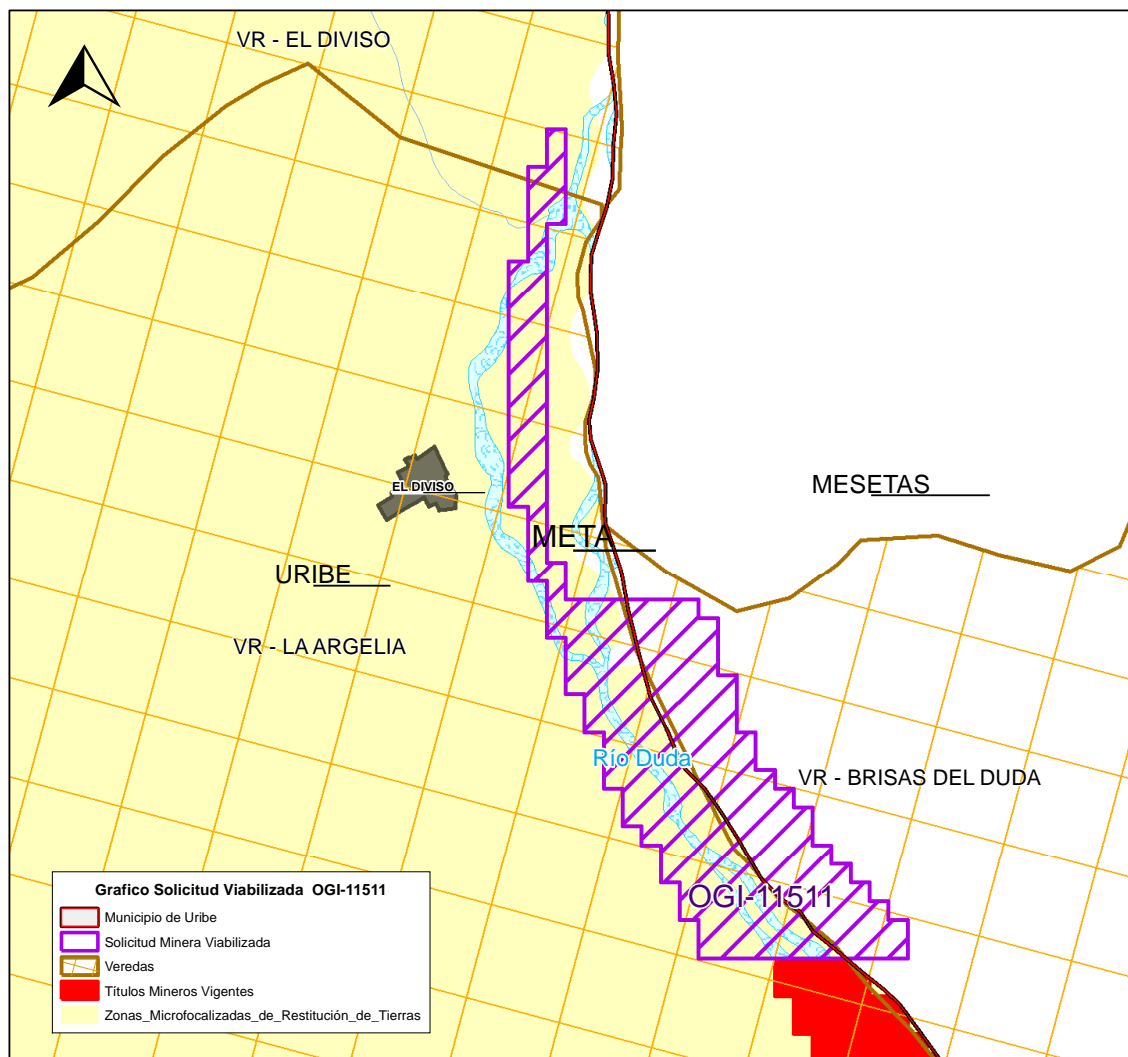 VR - EL DIVISO
MESETAS
EL DIVISO
META
URIBE
VR - LA ARGELIA
Río Duda
VR - BRISAS DEL DUDA
OGI-11511
Grafico Solicitud Viabilizada OGI-11511
Municipio de Uribe
Solicitud Minera Viabilizada
Veredas
Títulos Mineros Vigentes
Zonas_Microfocalizadas_de_Restitución_de_Tierras